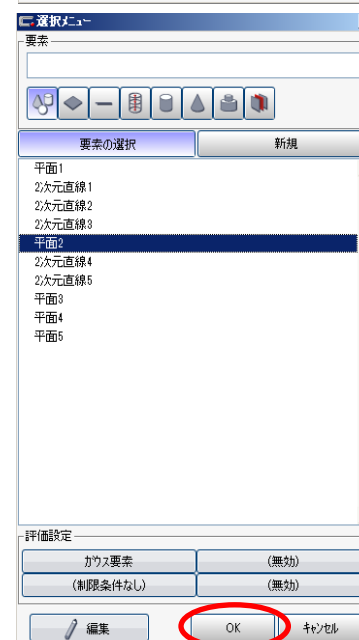 選択メニュー
要素
要素の選択 新規
平面1
2次元直線1
2次元直線2
2次元直線3
平面2
2次元直線4
2次元直線5
平面3
平面4
平面5
評価設定
ガウス要素 (無効)
(制限条件なし) (無効)
編集 OK キャンセル